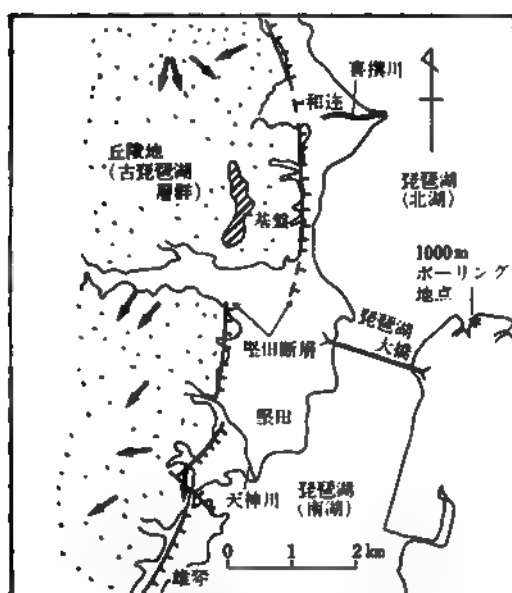 喜撰川
和迩
丘陵地
(古琵琶湖
層群)
琵琶湖
(北湖)
基盤
1000m
ボーリング
地点
琵琶湖
大橋
堅田断層
堅田
天神川
琵琶湖
(南湖)
0 1 2km
雄琴